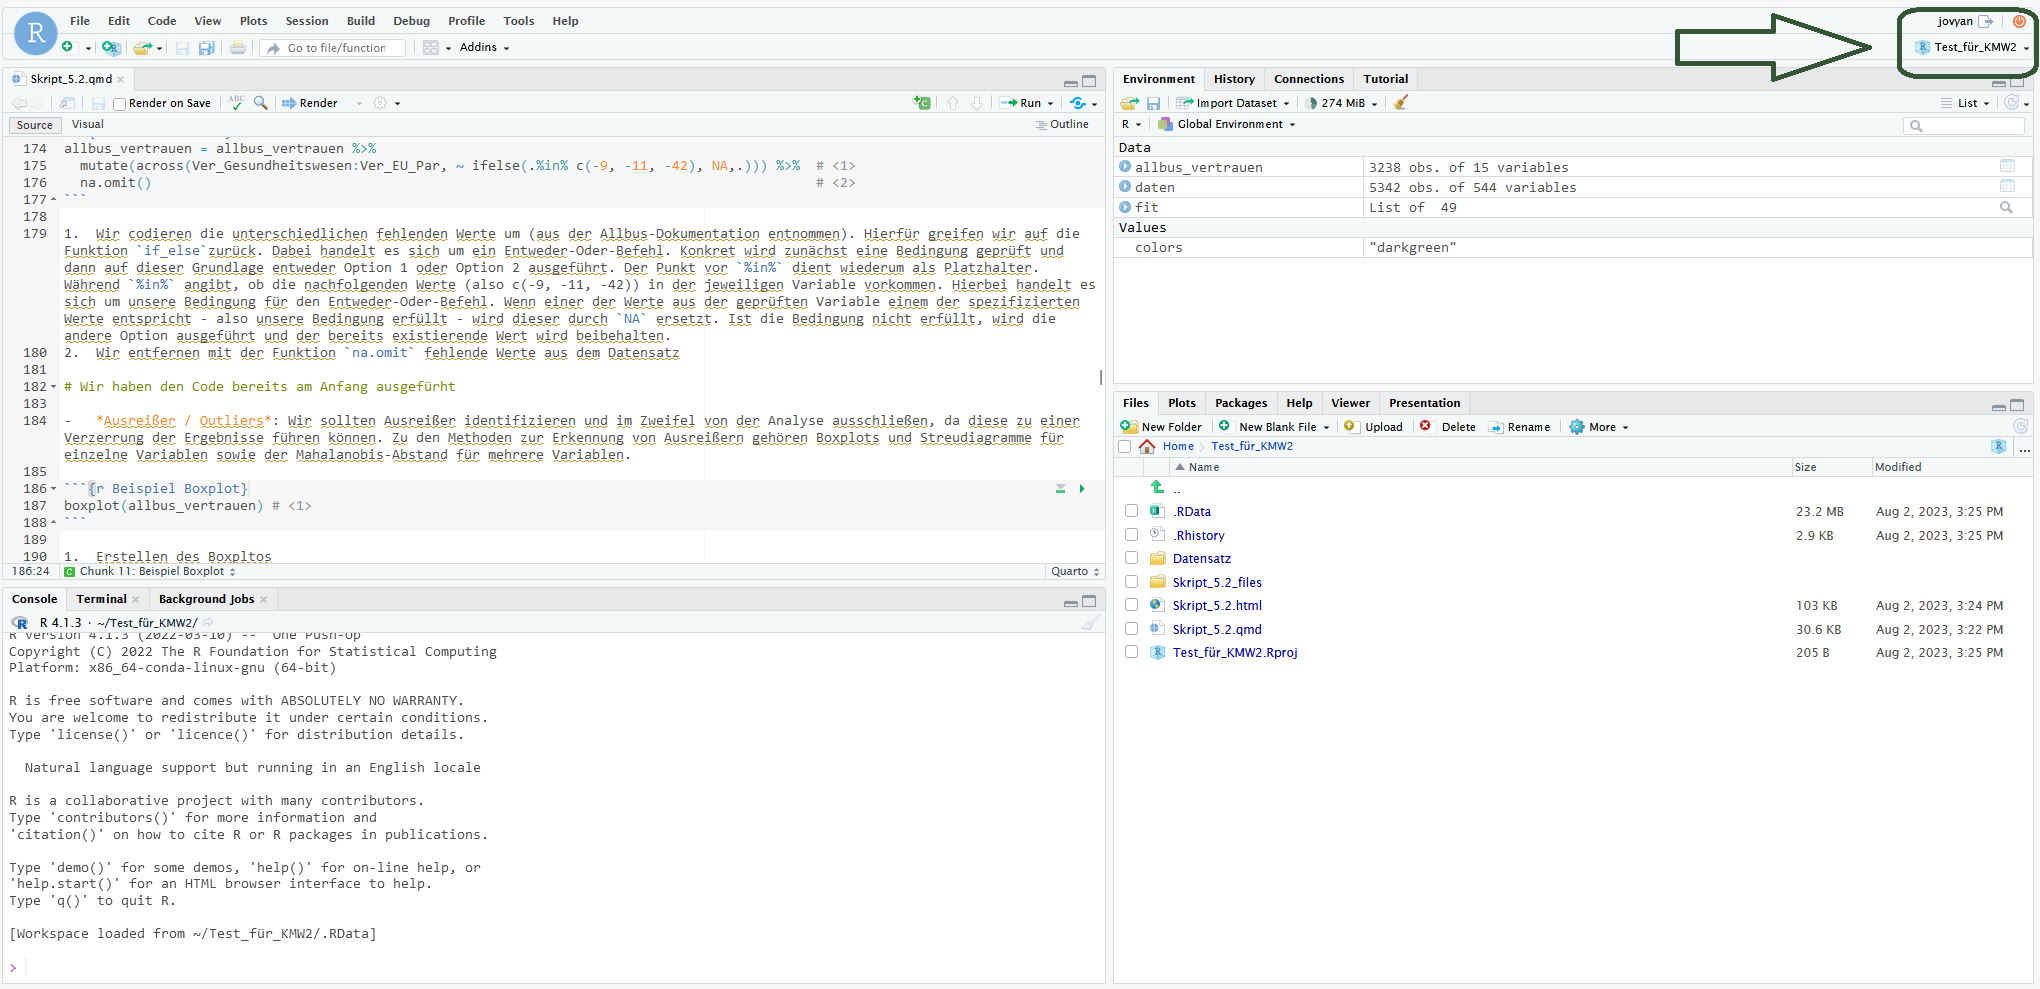 R
File Edit Code View Plots Session Build Debug Profile Tools Help
jovyan
Go to file/function Addins
Test_für_KMW2
Skript_5.2.qmd
Render on Save ABC Render Run
Source Visual Outline
174 allbus_vertrauen = allbus_vertrauen %>%
175 mutate(across(Ver_Gesundheitswesen:Ver_EU_Par, ~ ifelse(.%in% c(-9, -11, -42), NA,.))) %>% # <1>
176 na.omit() # <2>
177 ```
178
179 1. Wir codieren die unterschiedlichen fehlenden Werte um (aus der Allbus-Dokumentation entnommen). Hierfür greifen wir auf die
Funktion `if_else`zurück. Dabei handelt es sich um ein Entweder-Oder-Befehl. Konkret wird zunächst eine Bedingung geprüft und
dann auf dieser Grundlage entweder Option 1 oder Option 2 ausgeführt. Der Punkt vor `%in%` dient wiederum als Platzhalter.
Während `%in%` angibt, ob die nachfolgenden Werte (also c(-9, -11, -42)) in der jeweiligen Variable vorkommen. Hierbei handelt es
sich um unsere Bedingung für den Entweder-Oder-Befehl. Wenn einer der Werte aus der geprüften Variable einem der spezifizierten
Werte entspricht - also unsere Bedingung erfüllt - wird dieser durch `NA` ersetzt. Ist die Bedingung nicht erfüllt, wird die
andere Option ausgeführt und der bereits existierende Wert wird beibehalten.
180 2. Wir entfernen mit der Funktion `na.omit` fehlende Werte aus dem Datensatz
181
182 # Wir haben den Code bereits am Anfang ausgefürht
183
184 - *Ausreißer / Outliers*: Wir sollten Ausreißer identifizieren und im Zweifel von der Analyse ausschließen, da diese zu einer
Verzerrung der Ergebnisse führen können. Zu den Methoden zur Erkennung von Ausreißern gehören Boxplots und Streudiagramme für
einzelne Variablen sowie der Mahalanobis-Abstand für mehrere Variablen.
185
186 ```{r Beispiel Boxplot}
187 boxplot(allbus_vertrauen) # <1>
188 ```
189
190 1. Erstellen des Boxpltos
186:24 Chunk 11: Beispiel Boxplot Quarto
Console Terminal Background Jobs
R 4.1.3 · ~/Test_für_KMW2/
R version 4.1.3 (2022-03-10) -- "One Push-Up"
Copyright (C) 2022 The R Foundation for Statistical Computing
Platform: x86_64-conda-linux-gnu (64-bit)
R is free software and comes with ABSOLUTELY NO WARRANTY.
You are welcome to redistribute it under certain conditions.
Type 'license()' or 'licence()' for distribution details.
Natural language support but running in an English locale
R is a collaborative project with many contributors.
Type 'contributors()' for more information and
'citation()' on how to cite R or R packages in publications.
Type 'demo()' for some demos, 'help()' for on-line help, or
'help.start()' for an HTML browser interface to help.
Type 'q()' to quit R.
[Workspace loaded from ~/Test_für_KMW2/.RData]
>
Environment History Connections Tutorial
Import Dataset 274 MiB List
R Global Environment
Data
allbus_vertrauen 3238 obs. of 15 variables
daten 5342 obs. of 544 variables
fit List of 49
Values
colors "darkgreen"
Files Plots Packages Help Viewer Presentation
New Folder New Blank File Upload Delete Rename More
Home Test_für_KMW2 ...
Name Size Modified
..
.RData 23.2 MB Aug 2, 2023, 3:25 PM
.Rhistory 2.9 KB Aug 2, 2023, 3:25 PM
Datensatz
Skript_5.2_files
Skript_5.2.html 103 KB Aug 2, 2023, 3:24 PM
Skript_5.2.qmd 30.6 KB Aug 2, 2023, 3:22 PM
Test_für_KMW2.Rproj 205 B Aug 2, 2023, 3:25 PM